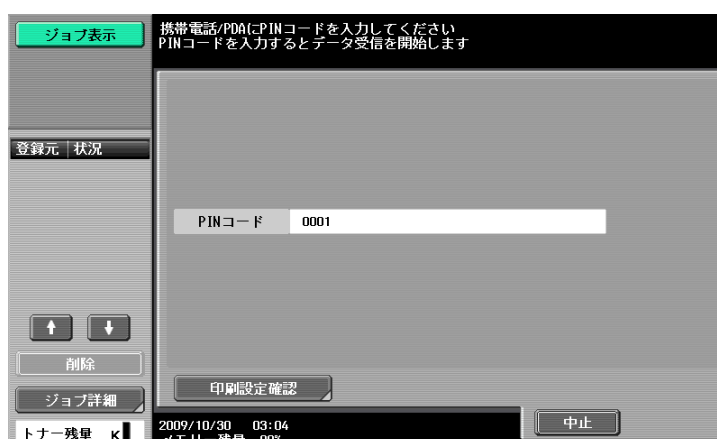 ジョブ表示
携帯電話/PDAにPINコードを入力してください
PINコードを入力するとデータ受信を開始します
登録元 状況
PINコード 0001
削除
印刷設定確認
ジョブ詳細
トナー残量 K
2009/10/30 03:04
中止